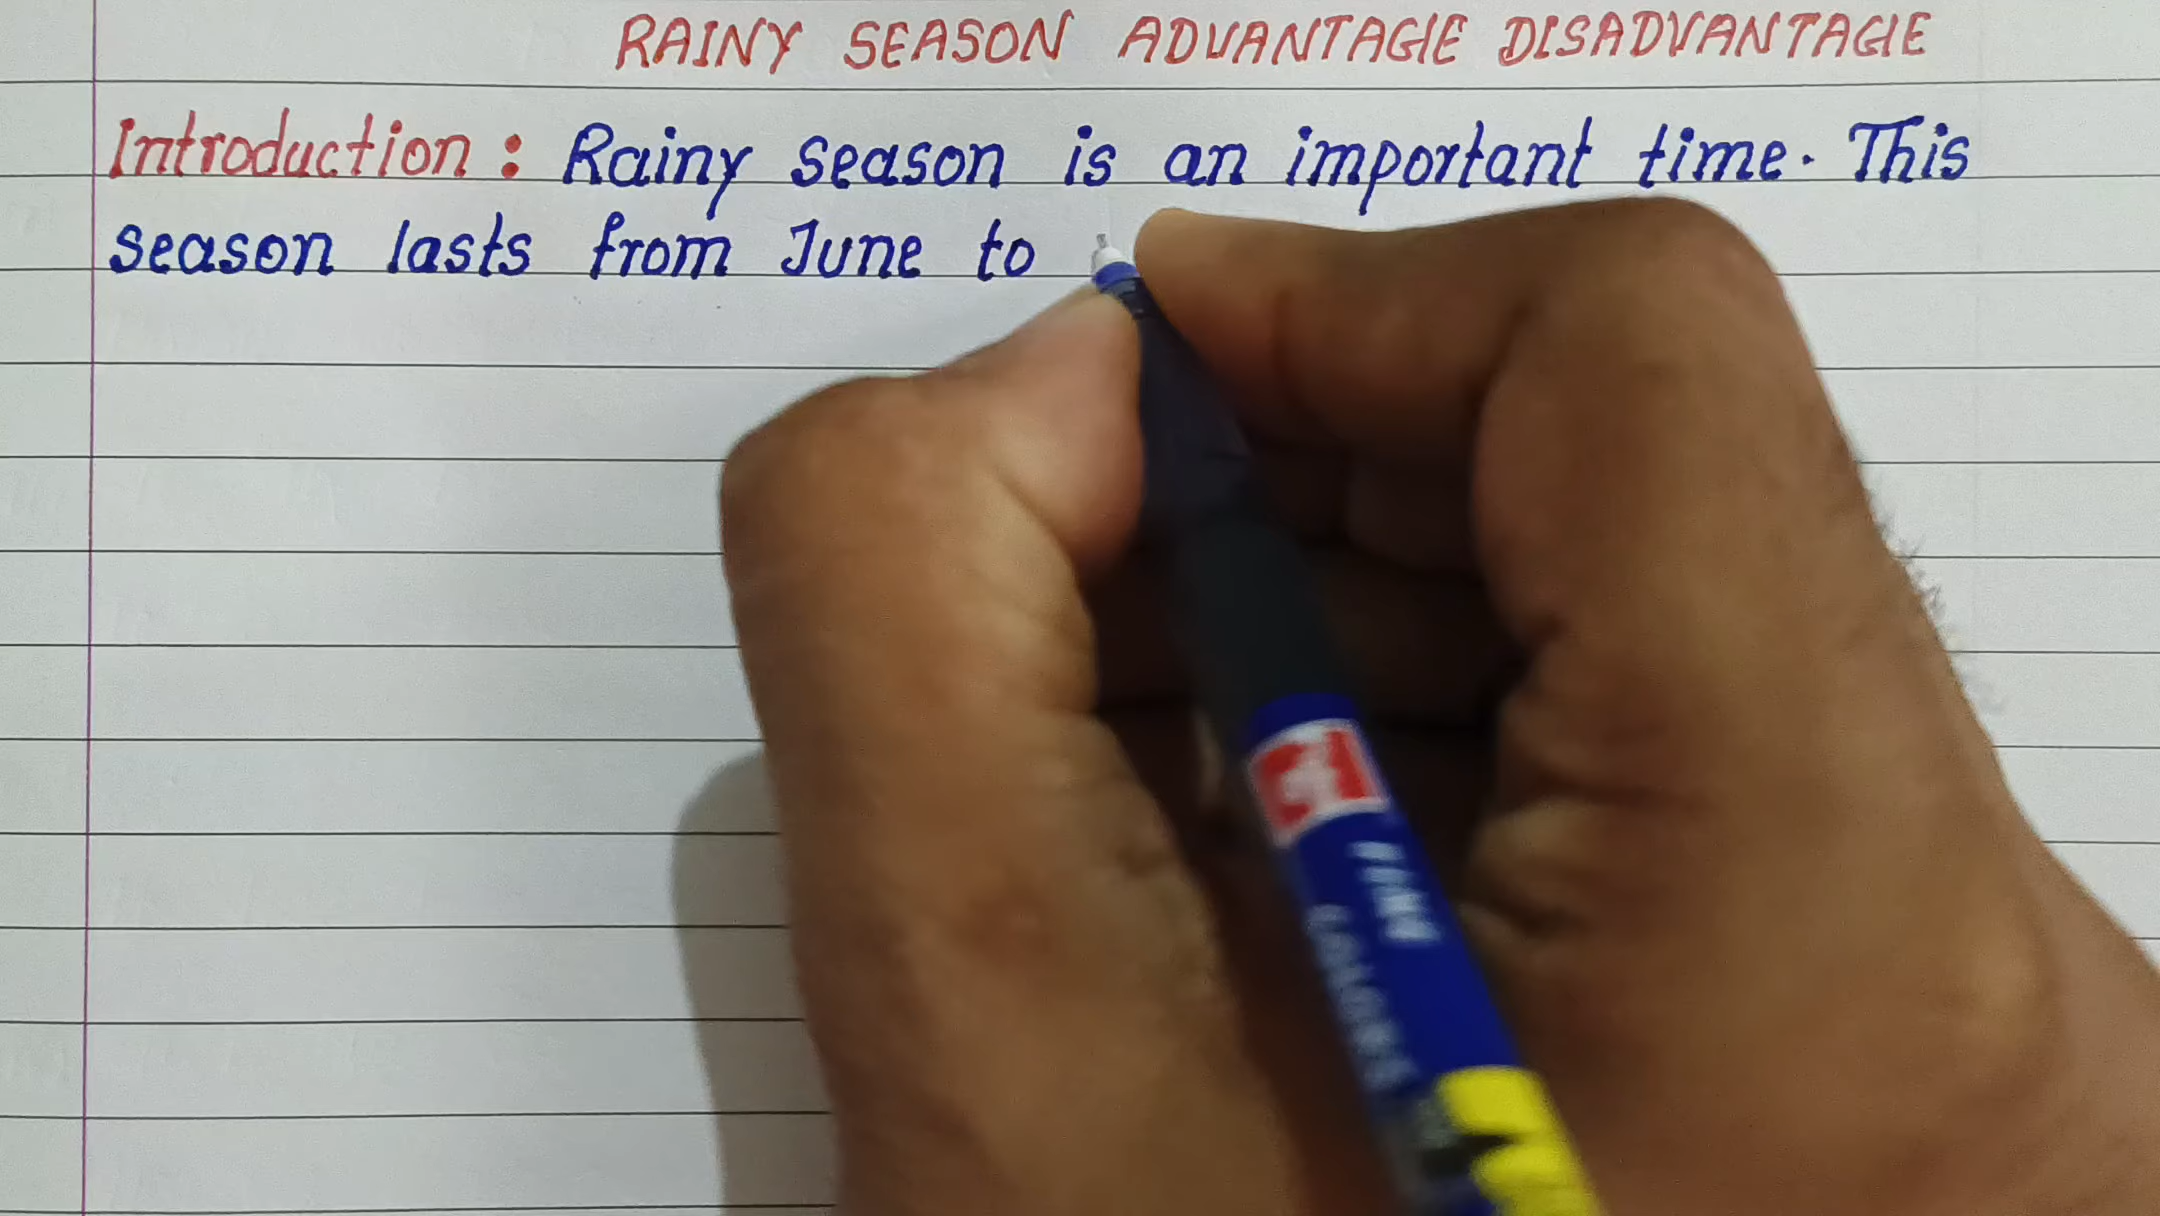 RAINY SEASON ADVANTAGE DISADVANTAGE
Introduction : Rainy season is an important time. This
season lasts from June to